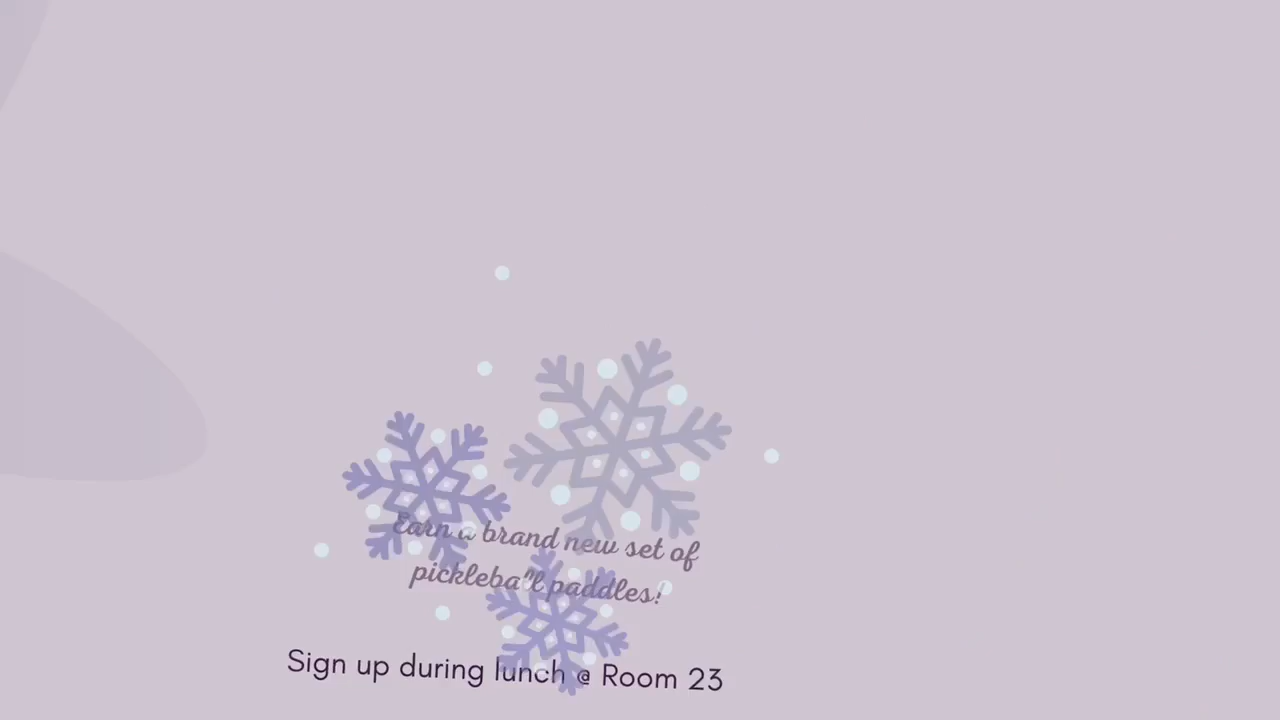 Earn a brand new set of
pickleball paddles!
Sign up during lunch @ Room 23